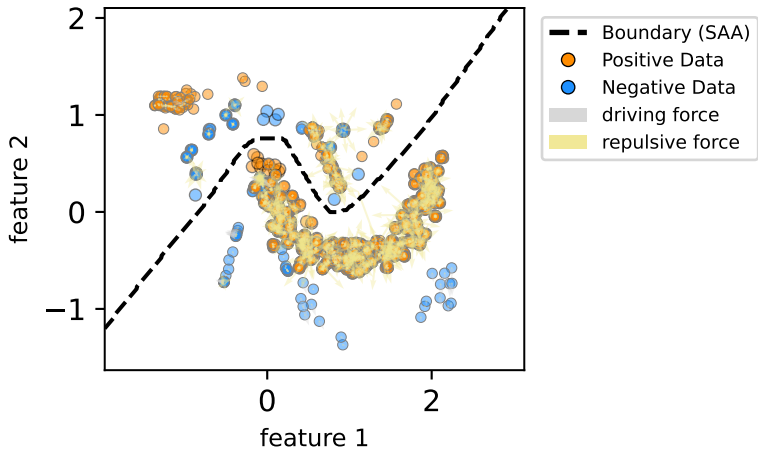 2
1
0
−1
feature 2
0
2
feature 1
Boundary (SAA)
Positive Data
Negative Data
driving force
repulsive force